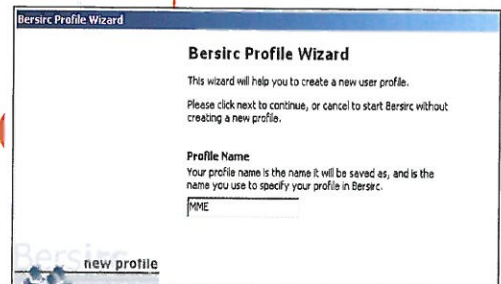 Bersirc Profile Wizard
Bersirc Profile Wizard
This wizard will help you to create a new user profile.
Please click next to continue, or cancel to start Bersirc without
creating a new profile.
Profile Name
Your profile name is the name it will be saved as, and is the
name you use to specify your profile in Bersirc.
MME
Bersirc
new profile